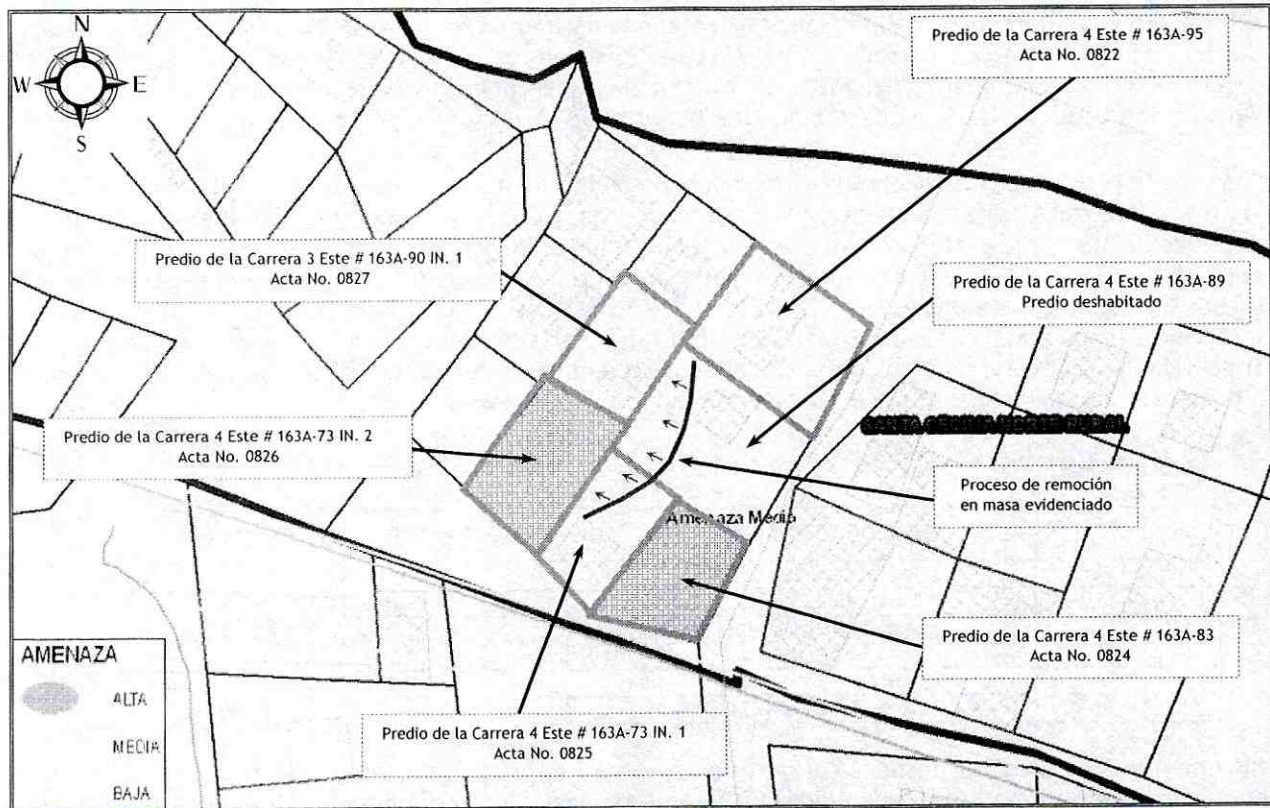 N
W E
S
Predio de la Carrera 4 Este # 163A-95
Acta No. 0822
Predio de la Carrera 3 Este # 163A-90 IN. 1
Acta No. 0827
Predio de la Carrera 4 Este # 163A-89
Predio deshabitado
Predio de la Carrera 4 Este # 163A-73 IN. 2
Acta No. 0826
Proceso de remoción
en masa evidenciado
Amenaza Media
Predio de la Carrera 4 Este # 163A-83
Acta No. 0824
Predio de la Carrera 4 Este # 163A-73 IN. 1
Acta No. 0825
AMENAZA
ALTA
MEDIA
BAJA